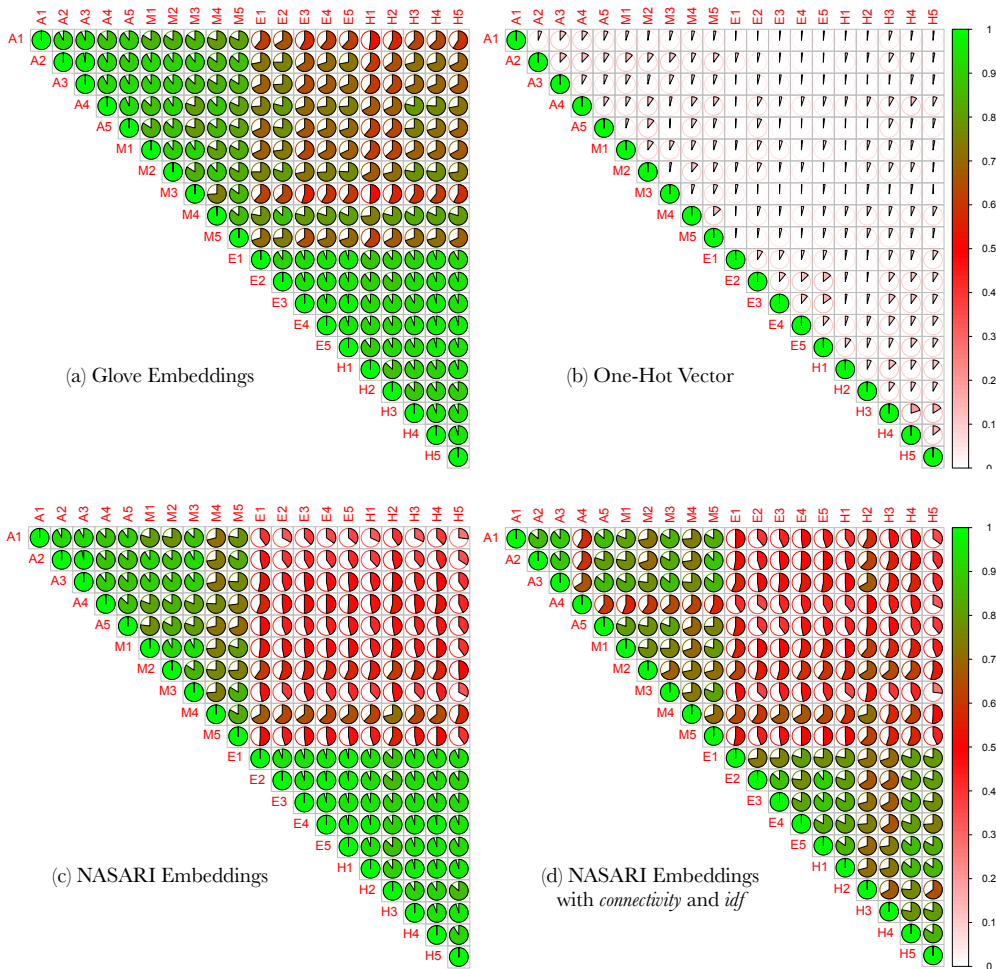 A1 A2 A3 A4 A5 M1 M2 M3 M4 M5 E1 E2 E3 E4 E5 H1 H2 H3 H4 H5
A1
A2
A3
A4
A5
M1
M2
M3
M4
M5
E1
E2
E3
E4
E5
H1
H2
H3
H4
H5
(a) Glove Embeddings
A1 A2 A3 A4 A5 M1 M2 M3 M4 M5 E1 E2 E3 E4 E5 H1 H2 H3 H4 H5
A1
A2
A3
A4
A5
M1
M2
M3
M4
M5
E1
E2
E3
E4
E5
H1
H2
H3
H4
H5
(b) One-Hot Vector
1
0.9
0.8
0.7
0.6
0.5
0.4
0.3
0.2
0.1
0
A1 A2 A3 A4 A5 M1 M2 M3 M4 M5 E1 E2 E3 E4 E5 H1 H2 H3 H4 H5
A1
A2
A3
A4
A5
M1
M2
M3
M4
M5
E1
E2
E3
E4
E5
H1
H2
H3
H4
H5
(c) NASARI Embeddings
A1 A2 A3 A4 A5 M1 M2 M3 M4 M5 E1 E2 E3 E4 E5 H1 H2 H3 H4 H5
A1
A2
A3
A4
A5
M1
M2
M3
M4
M5
E1
E2
E3
E4
E5
H1
H2
H3
H4
H5
(d) NASARI Embeddings
with connectivity and idf
1
0.9
0.8
0.7
0.6
0.5
0.4
0.3
0.2
0.1
0